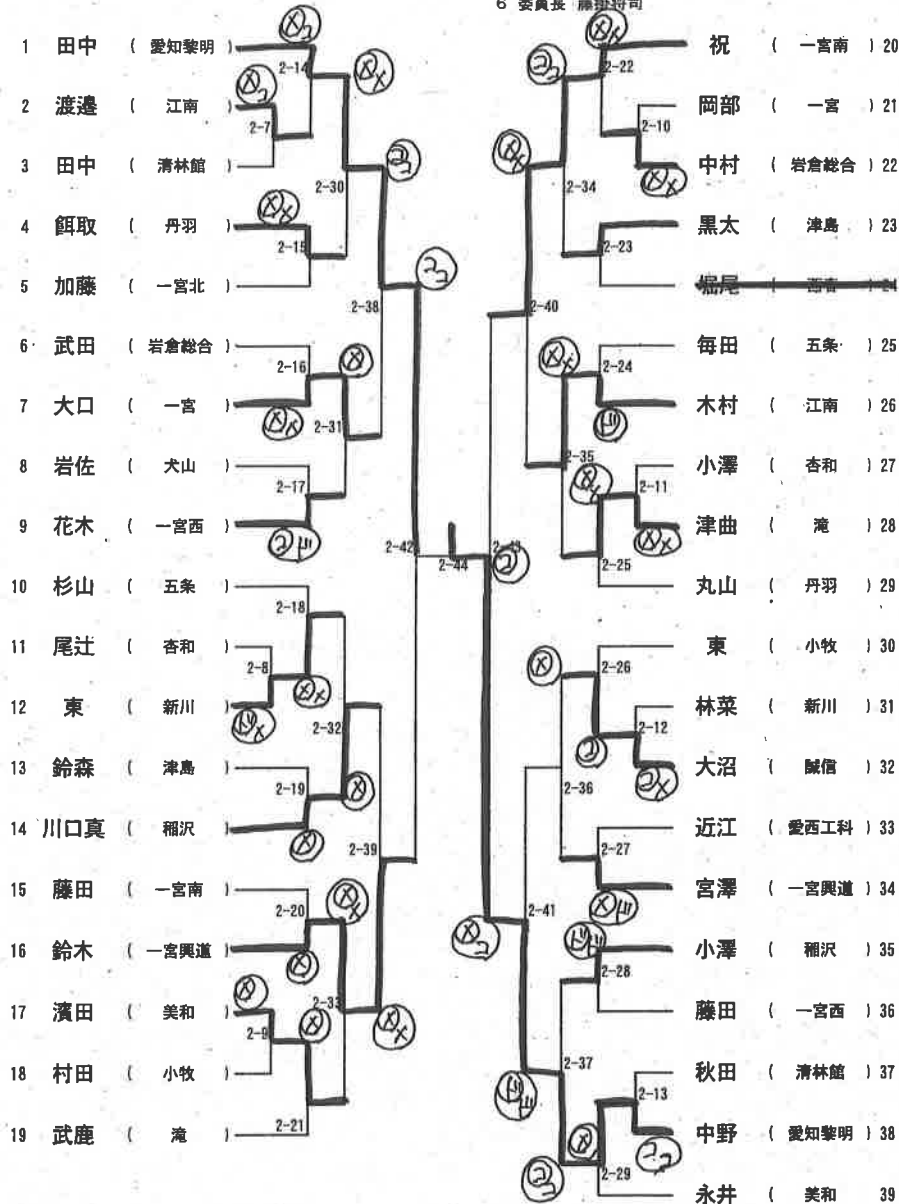 6 委員長 藤掛将司
1 田中 ( 愛知黎明 )
2 渡邉 ( 江南 )
3 田中 ( 清林館 )
4 餌取 ( 丹羽 )
5 加藤 ( 一宮北 )
6 武田 ( 岩倉総合 )
7 大口 ( 一宮 )
8 岩佐 ( 犬山 )
9 花木 ( 一宮西 )
10 杉山 ( 五条 )
11 尾辻 ( 杏和 )
12 東 ( 新川 )
13 鈴森 ( 津島 )
14 川口真 ( 稲沢 )
15 藤田 ( 一宮南 )
16 鈴木 ( 一宮興道 )
17 濱田 ( 美和 )
18 村田 ( 小牧 )
19 武鹿 ( 滝 )
2-14
2-7
2-30
2-15
2-38
2-16
2-31
2-17
2-42
2-18
2-8
2-32
2-19
2-39
2-20
2-33
2-9
2-21
2-44
2-22
2-10
2-34
2-23
2-40
2-24
2-35
2-11
2-25
2-43
2-26
2-12
2-36
2-27
2-41
2-28
2-37
2-13
2-29
祝 ( 一宮南 ) 20
岡部 ( 一宮 ) 21
中村 ( 岩倉総合 ) 22
黒太 ( 津島 ) 23
堀尾 ( 西春 ) 24
毎田 ( 五条 ) 25
木村 ( 江南 ) 26
小澤 ( 杏和 ) 27
津曲 ( 滝 ) 28
丸山 ( 丹羽 ) 29
東 ( 小牧 ) 30
林菜 ( 新川 ) 31
大沼 ( 誠信 ) 32
近江 ( 愛西工科 ) 33
宮澤 ( 一宮興道 ) 34
小澤 ( 稲沢 ) 35
藤田 ( 一宮西 ) 36
秋田 ( 清林館 ) 37
中野 ( 愛知黎明 ) 38
永井 ( 美和 39